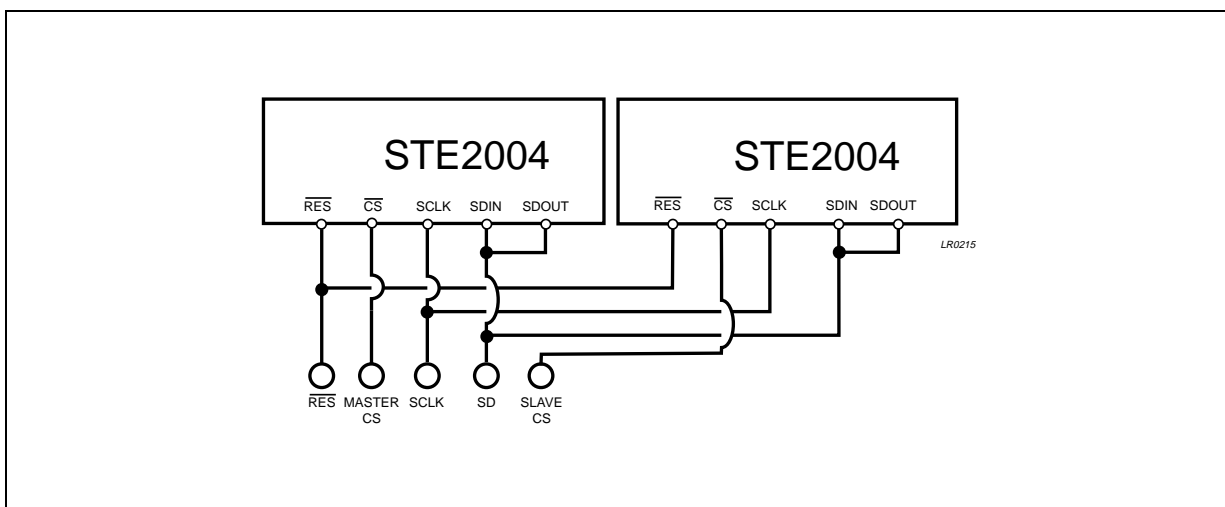 STE2004
STE2004
RES CS SCLK SDIN SDOUT
RES CS SCLK SDIN SDOUT
LR0215
RES MASTER CS SCLK SD SLAVE CS